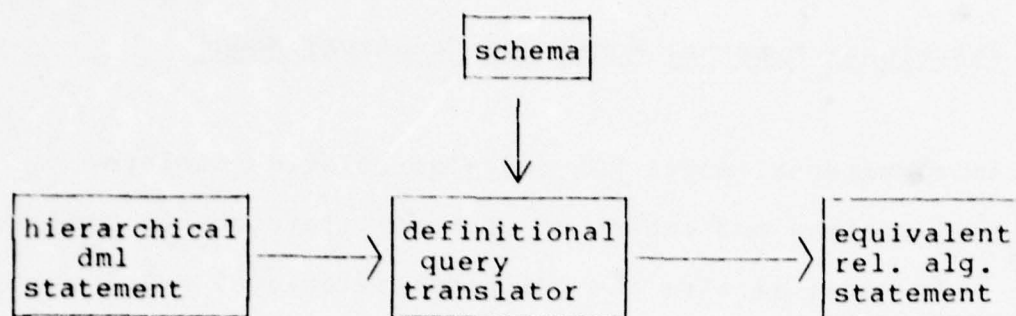 schema
hierarchical
dml
statement
definitional
query
translator
equivalent
rel. alg.
statement